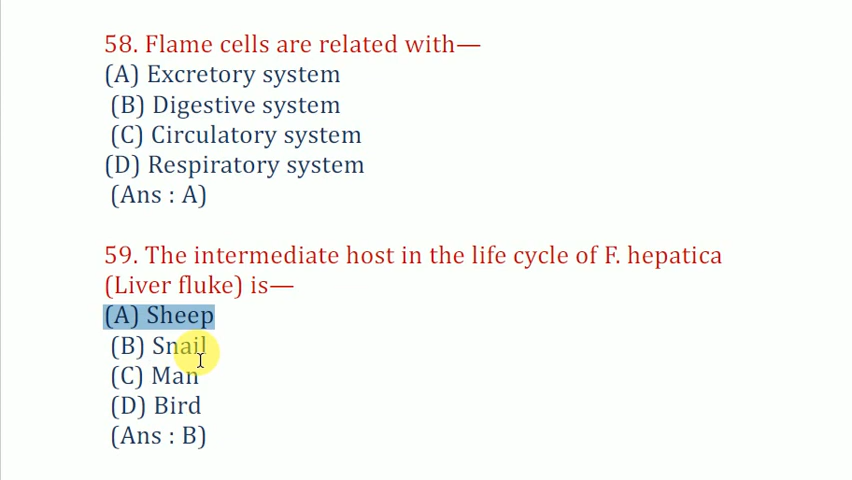 58. Flame cells are related with—
(A) Excretory system
(B) Digestive system
(C) Circulatory system
(D) Respiratory system
(Ans : A)
59. The intermediate host in the life cycle of F. hepatica
(Liver fluke) is—
(A) Sheep
(B) Snail
(C) Man
(D) Bird
(Ans : B)